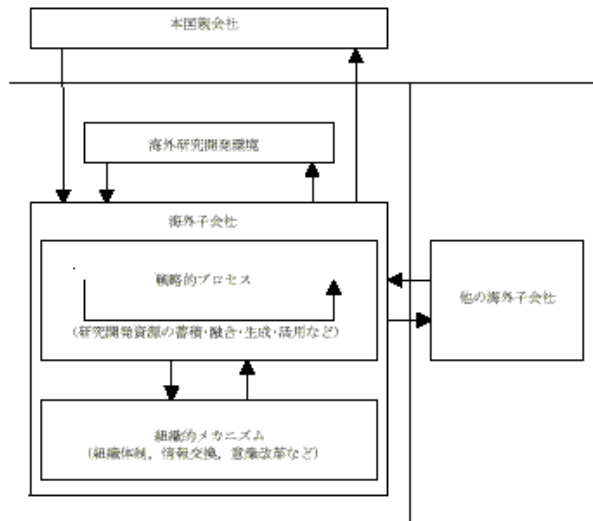 本国親会社
海外研究開発環境
海外子会社
戦略的プロセス
(研究開発資源の蓄積・融合・生成・活用など)
他の海外子会社
組織的メカニズム
(組織体制，情報交換，意識改革など)